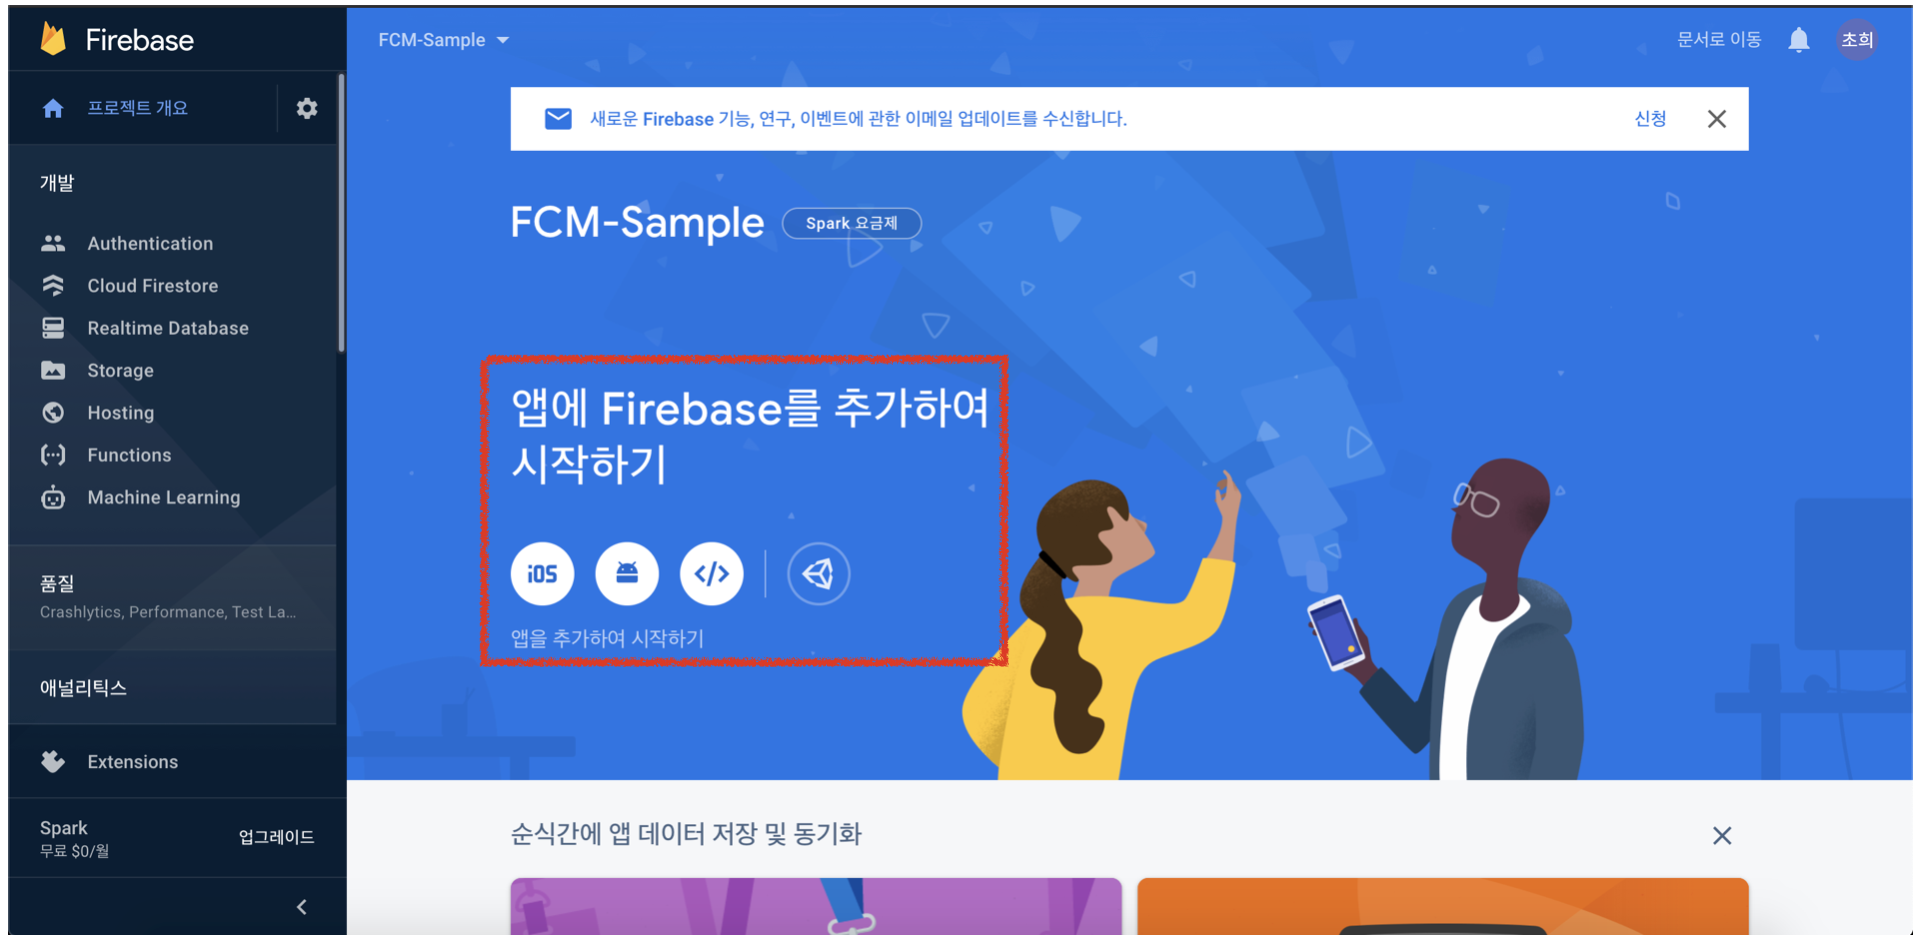 Firebase
프로젝트 개요
개발
Authentication
Cloud Firestore
Realtime Database
Storage
Hosting
Functions
Machine Learning
품질
Crashlytics, Performance, Test La...
애널리틱스
Extensions
Spark
무료 $0/월
업그레이드
FCM-Sample
문서로 이동
초희
새로운 Firebase 기능, 연구, 이벤트에 관한 이메일 업데이트를 수신합니다.
신청
FCM-Sample
Spark 요금제
앱에 Firebase를 추가하여
시작하기
iOS
앱을 추가하여 시작하기
순식간에 앱 데이터 저장 및 동기화